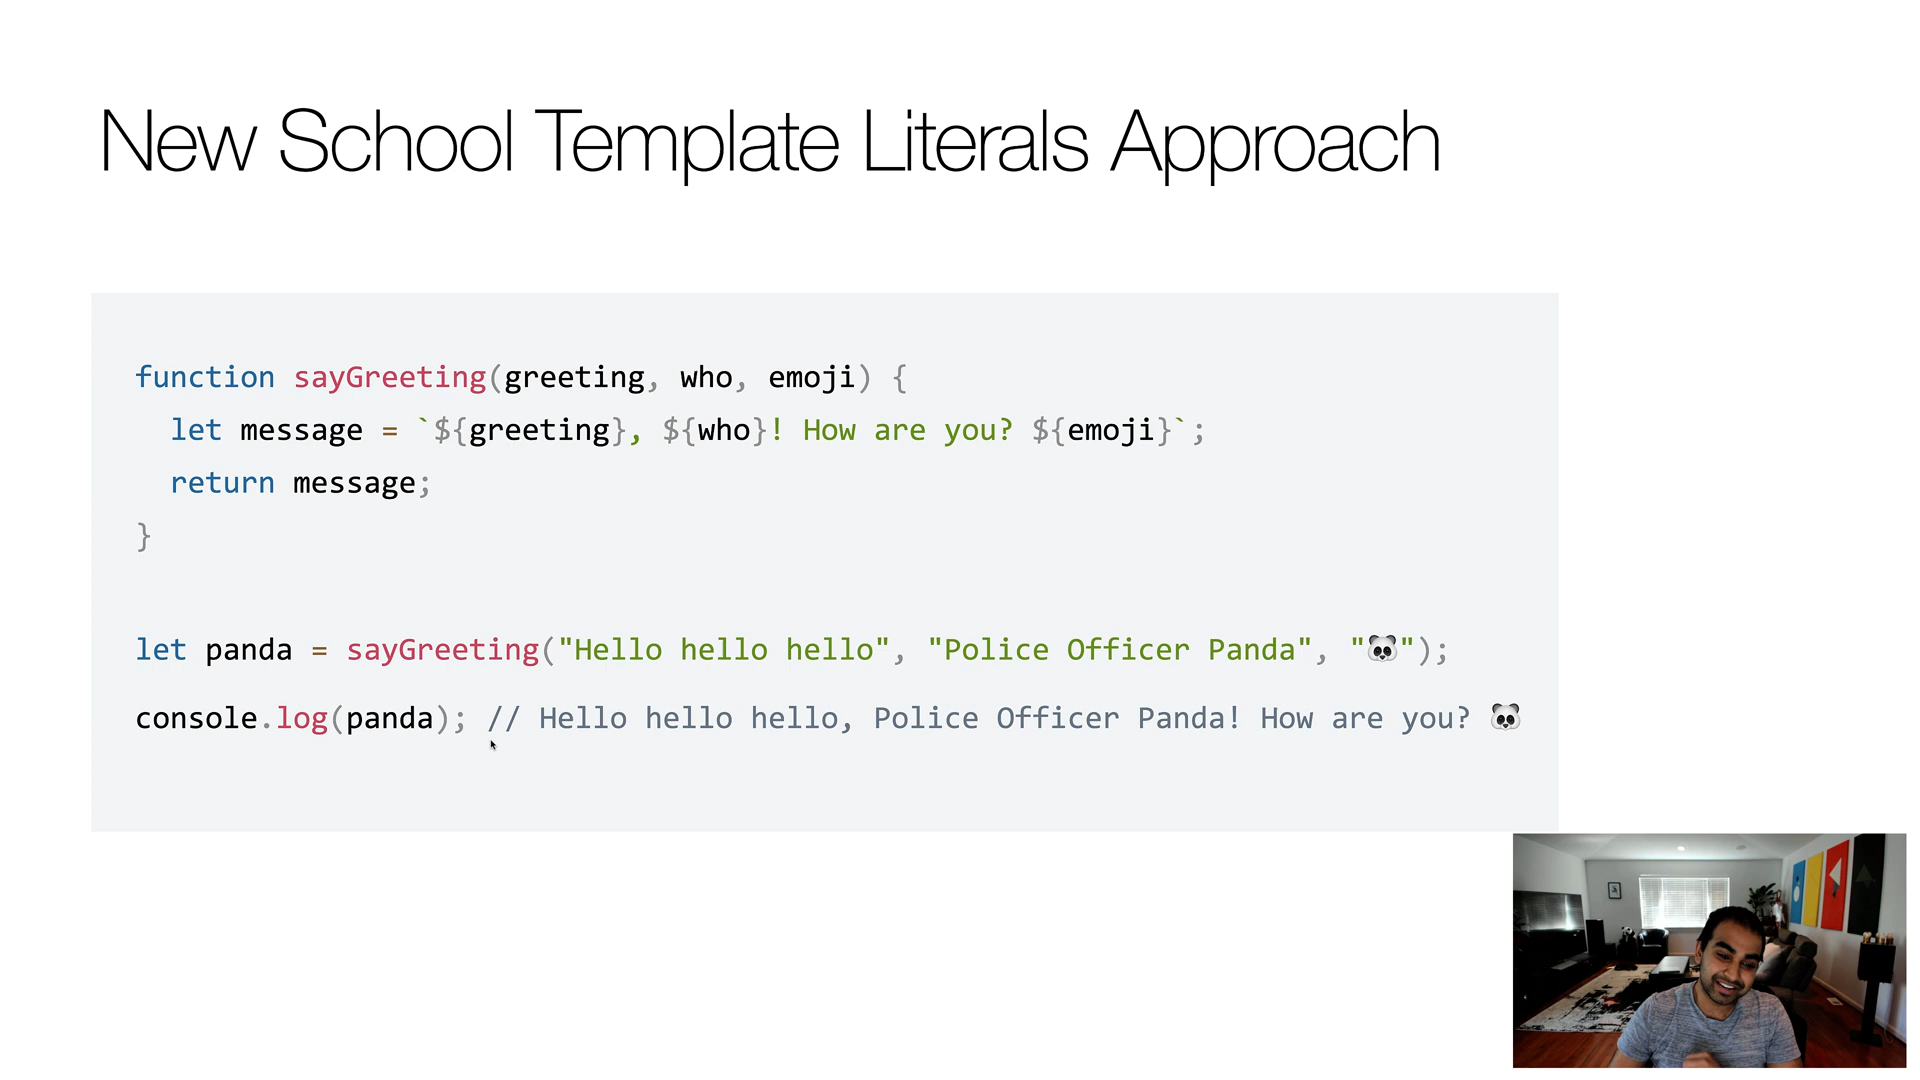 New School Template Literals Approach
function sayGreeting(greeting, who, emoji) {
  let message = `${greeting}, ${who}! How are you? ${emoji}`;
  return message;
}
let panda = sayGreeting("Hello hello hello", "Police Officer Panda", "🐼");
console.log(panda); // Hello hello hello, Police Officer Panda! How are you? 🐼